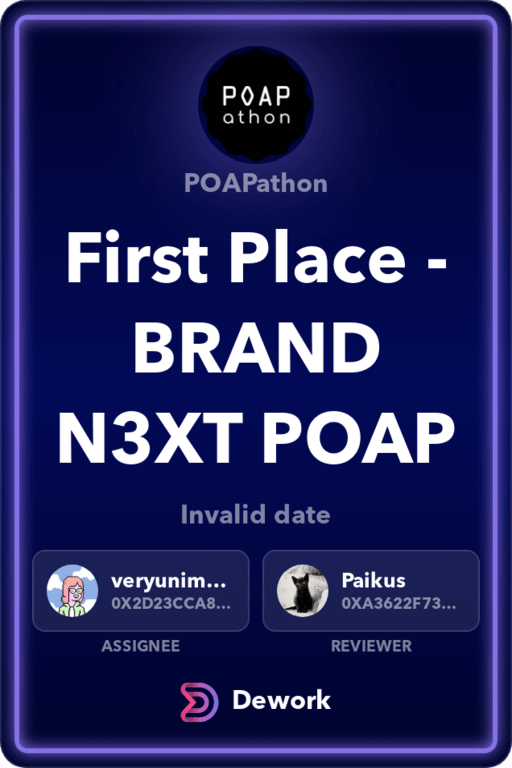 POAP
athon
POAPathon
First Place -
BRAND
N3XT POAP
Invalid date
veryunim...
0X2D23CCA8...
ASSIGNEE
Paikus
0XA3622F73...
REVIEWER
Dework